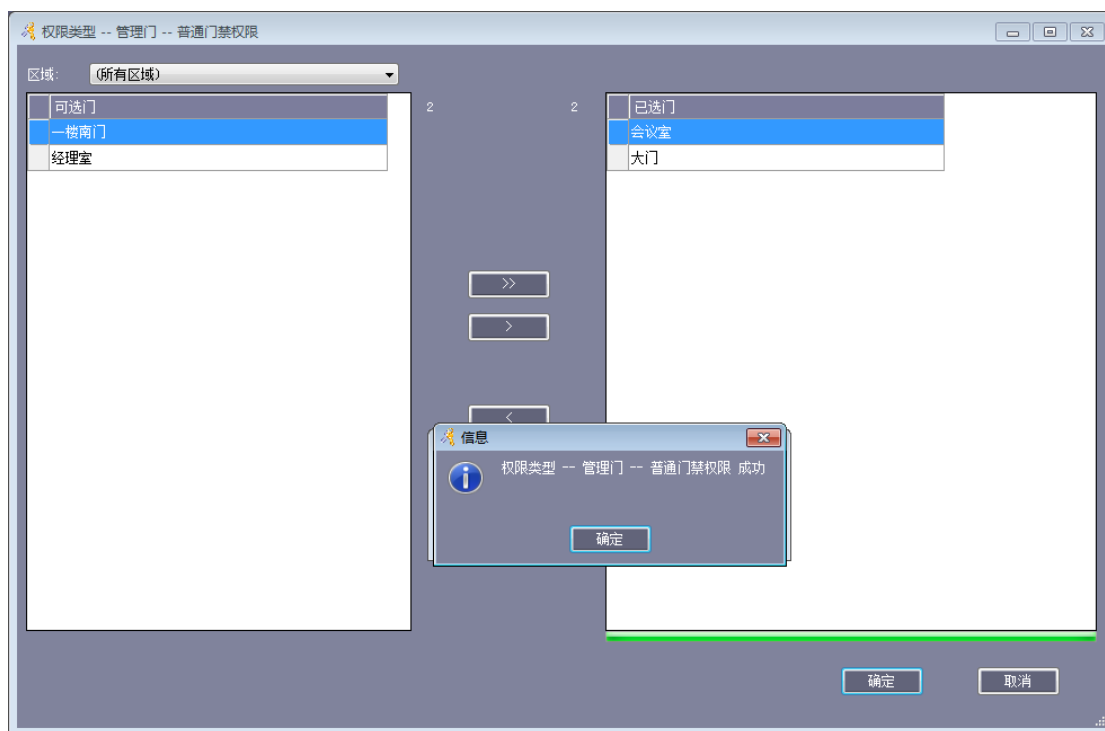 权限类型 -- 管理门 -- 普通门禁权限
区域: (所有区域)
可选门
一楼南门
经理室
2
2
已选门
会议室
大门
>>
>
<
信息
权限类型 -- 管理门 -- 普通门禁权限 成功
确定
确定
取消